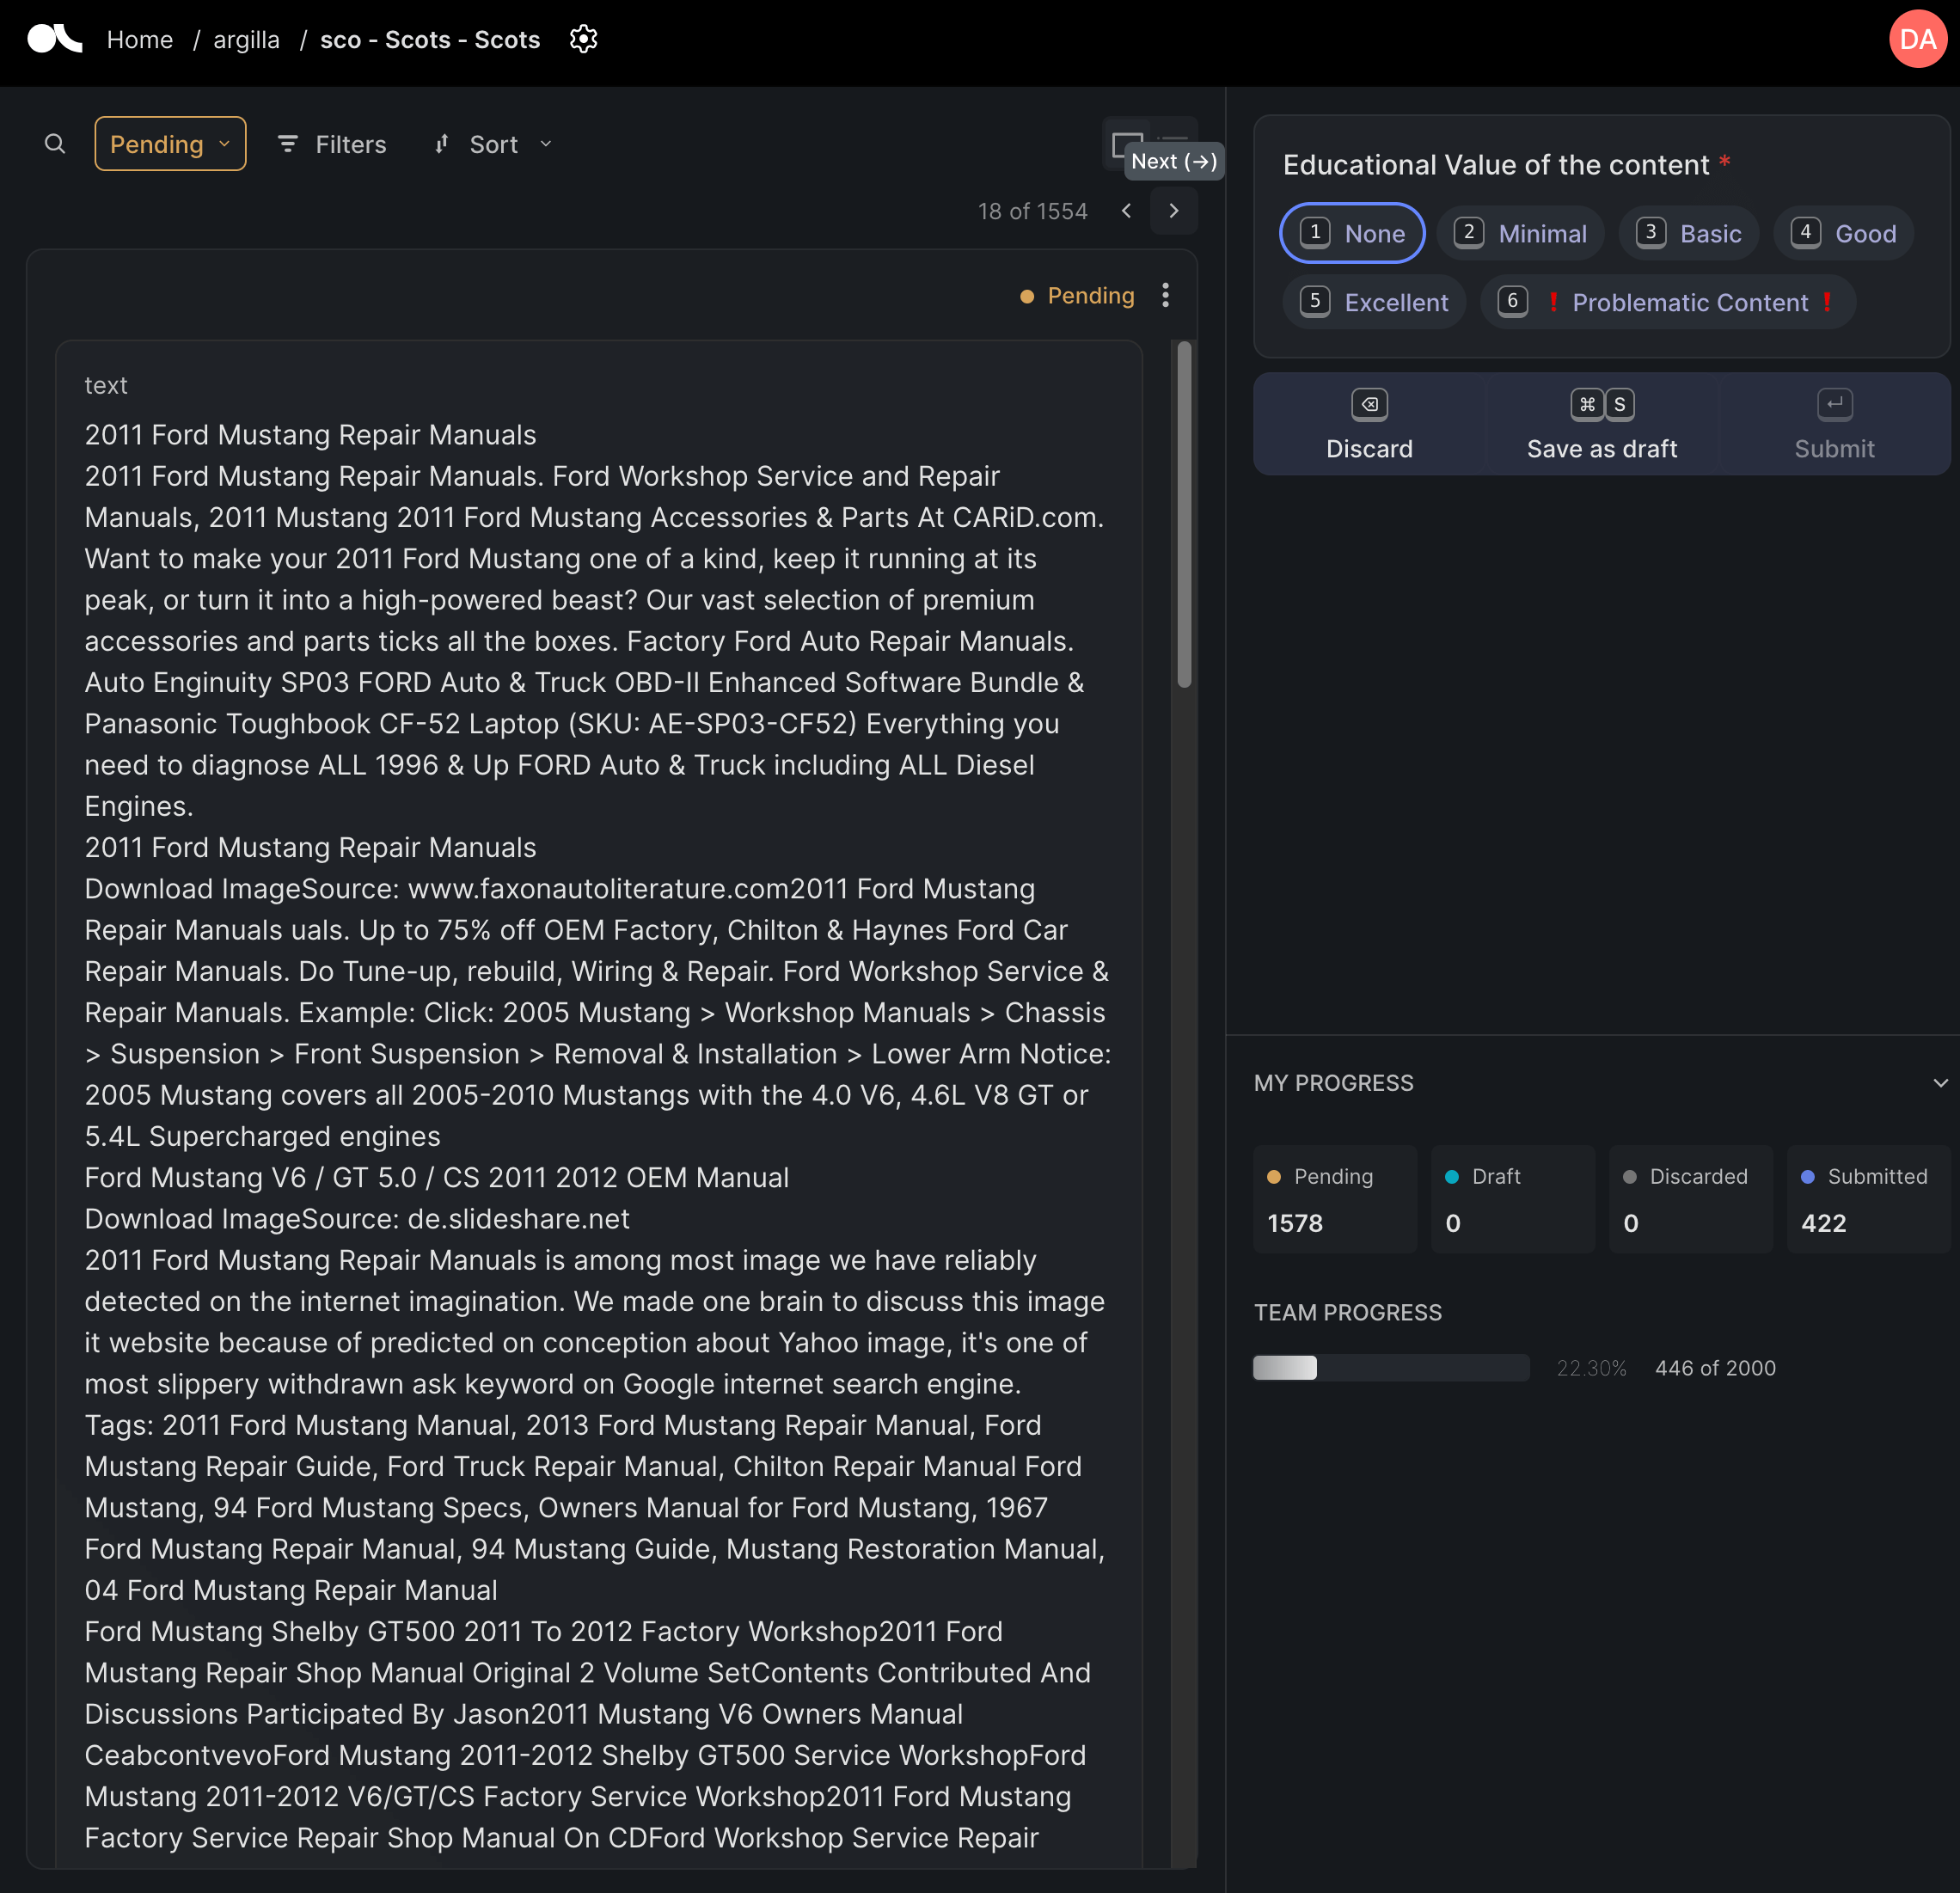 Home / argilla / sco - Scots - Scots
DA
Pending
Filters
Sort
Next (→)
18 of 1554
Pending
text
2011 Ford Mustang Repair Manuals
2011 Ford Mustang Repair Manuals. Ford Workshop Service and Repair
Manuals, 2011 Mustang 2011 Ford Mustang Accessories & Parts At CARiD.com.
Want to make your 2011 Ford Mustang one of a kind, keep it running at its
peak, or turn it into a high-powered beast? Our vast selection of premium
accessories and parts ticks all the boxes. Factory Ford Auto Repair Manuals.
Auto Enginuity SP03 FORD Auto & Truck OBD-II Enhanced Software Bundle &
Panasonic Toughbook CF-52 Laptop (SKU: AE-SP03-CF52) Everything you
need to diagnose ALL 1996 & Up FORD Auto & Truck including ALL Diesel
Engines.
2011 Ford Mustang Repair Manuals
Download ImageSource: www.faxonautoliterature.com2011 Ford Mustang
Repair Manuals uals. Up to 75% off OEM Factory, Chilton & Haynes Ford Car
Repair Manuals. Do Tune-up, rebuild, Wiring & Repair. Ford Workshop Service &
Repair Manuals. Example: Click: 2005 Mustang > Workshop Manuals > Chassis
> Suspension > Front Suspension > Removal & Installation > Lower Arm Notice:
2005 Mustang covers all 2005-2010 Mustangs with the 4.0 V6, 4.6L V8 GT or
5.4L Supercharged engines
Ford Mustang V6 / GT 5.0 / CS 2011 2012 OEM Manual
Download ImageSource: de.slideshare.net
2011 Ford Mustang Repair Manuals is among most image we have reliably
detected on the internet imagination. We made one brain to discuss this image
it website because of predicted on conception about Yahoo image, it's one of
most slippery withdrawn ask keyword on Google internet search engine.
Tags: 2011 Ford Mustang Manual, 2013 Ford Mustang Repair Manual, Ford
Mustang Repair Guide, Ford Truck Repair Manual, Chilton Repair Manual Ford
Mustang, 94 Ford Mustang Specs, Owners Manual for Ford Mustang, 1967
Ford Mustang Repair Manual, 94 Mustang Guide, Mustang Restoration Manual,
04 Ford Mustang Repair Manual
Ford Mustang Shelby GT500 2011 To 2012 Factory Workshop2011 Ford
Mustang Repair Shop Manual Original 2 Volume SetContents Contributed And
Discussions Participated By Jason2011 Mustang V6 Owners Manual
CeabcontvevoFord Mustang 2011-2012 Shelby GT500 Service WorkshopFord
Mustang 2011-2012 V6/GT/CS Factory Service Workshop2011 Ford Mustang
Factory Service Repair Shop Manual On CDFord Workshop Service Repair
Educational Value of the content *
1 None 2 Minimal 3 Basic 4 Good
5 Excellent 6 ❗ Problematic Content ❗
⌘ S
Discard Save as draft Submit
MY PROGRESS
Pending Draft Discarded Submitted
1578 0 0 422
TEAM PROGRESS
22.30% 446 of 2000